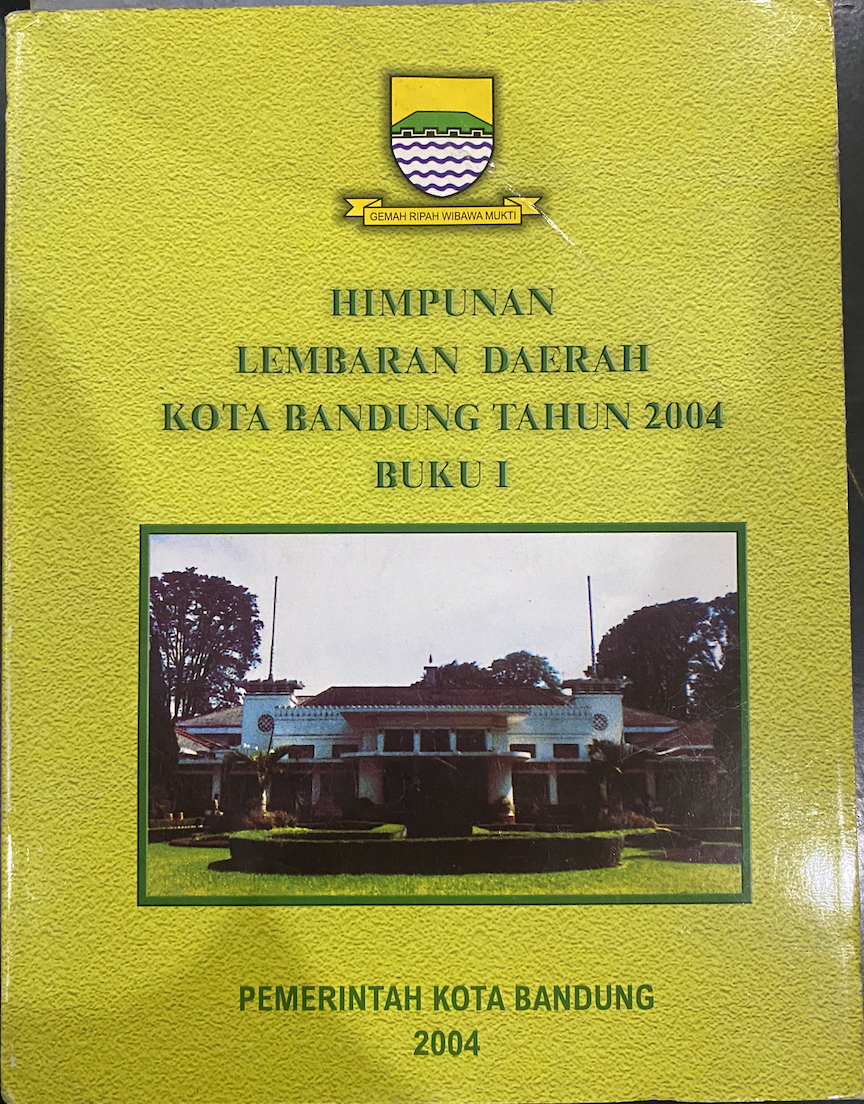 GEMAH RIPAH WIBAWA MUKTI
HIMPUNAN
LEMBARAN DAERAH
KOTA BANDUNG TAHUN 2004
BUKU I
PEMERINTAH KOTA BANDUNG
2004